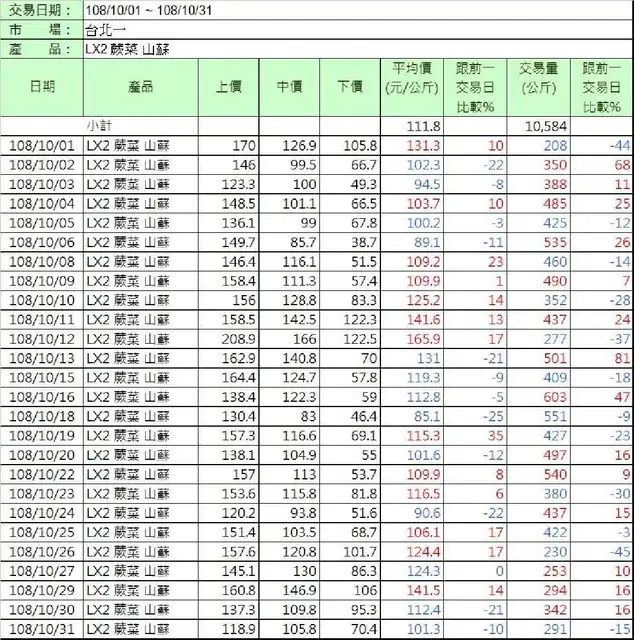 交易日期： 108/10/01 ~ 108/10/31
市　　場： 台北一
產　　品： LX2 蕨菜 山蘇
日期 產品 上價 中價 下價 平均價(元/公斤) 跟前一交易日比較% 交易量(公斤) 跟前一交易日比較%
小計 111.8 10,584
108/10/01 LX2 蕨菜 山蘇 170 126.9 105.8 131.3 10 208 -44
108/10/02 LX2 蕨菜 山蘇 146 99.5 66.7 102.3 -22 350 68
108/10/03 LX2 蕨菜 山蘇 123.3 100 49.3 94.5 -8 388 11
108/10/04 LX2 蕨菜 山蘇 148.5 101.1 66.5 103.7 10 485 25
108/10/05 LX2 蕨菜 山蘇 136.1 99 67.8 100.2 -3 425 -12
108/10/06 LX2 蕨菜 山蘇 149.7 85.7 38.7 89.1 -11 535 26
108/10/08 LX2 蕨菜 山蘇 146.4 116.1 51.5 109.2 23 460 -14
108/10/09 LX2 蕨菜 山蘇 158.4 111.3 57.4 109.9 1 490 7
108/10/10 LX2 蕨菜 山蘇 156 128.8 83.3 125.2 14 352 -28
108/10/11 LX2 蕨菜 山蘇 158.5 142.5 122.3 141.6 13 437 24
108/10/12 LX2 蕨菜 山蘇 208.9 166 122.5 165.9 17 277 -37
108/10/13 LX2 蕨菜 山蘇 162.9 140.8 70 131 -21 501 81
108/10/15 LX2 蕨菜 山蘇 164.4 124.7 57.8 119.3 -9 409 -18
108/10/16 LX2 蕨菜 山蘇 138.4 122.3 59 112.8 -5 603 47
108/10/18 LX2 蕨菜 山蘇 130.4 83 46.4 85.1 -25 551 -9
108/10/19 LX2 蕨菜 山蘇 157.3 116.6 69.1 115.3 35 427 -23
108/10/20 LX2 蕨菜 山蘇 138.1 104.9 55 101.6 -12 497 16
108/10/22 LX2 蕨菜 山蘇 157 113 53.7 109.9 8 540 9
108/10/23 LX2 蕨菜 山蘇 153.6 115.8 81.8 116.5 6 380 -30
108/10/24 LX2 蕨菜 山蘇 120.2 93.8 51.6 90.6 -22 437 15
108/10/25 LX2 蕨菜 山蘇 151.4 103.5 68.7 106.1 17 422 -3
108/10/26 LX2 蕨菜 山蘇 157.6 120.8 101.7 124.4 17 230 -45
108/10/27 LX2 蕨菜 山蘇 145.1 130 86.3 124.3 0 253 10
108/10/29 LX2 蕨菜 山蘇 160.8 146.9 106 141.5 14 294 16
108/10/30 LX2 蕨菜 山蘇 137.3 109.8 95.3 112.4 -21 342 16
108/10/31 LX2 蕨菜 山蘇 118.9 105.8 70.4 101.3 -10 291 -15